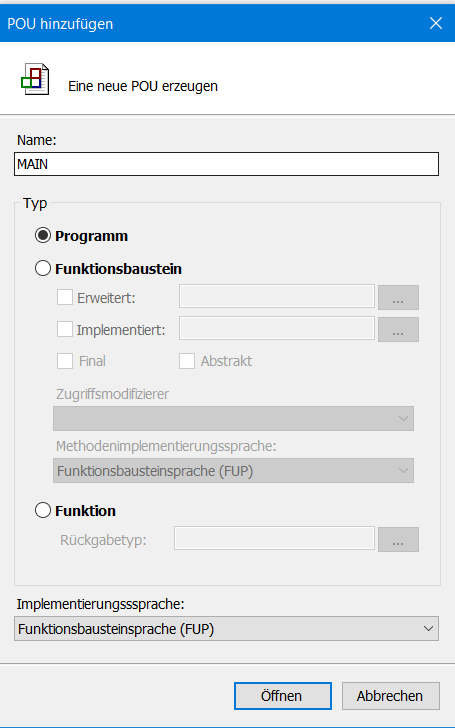 POU hinzufügen
Eine neue POU erzeugen
Name:
MAIN
Typ
Programm
Funktionsbaustein
Erweitert:
...
Implementiert:
...
Final
Abstrakt
Zugriffsmodifizierer
Methodenimplementierungssprache:
Funktionsbausteinsprache (FUP)
Funktion
Rückgabetyp:
...
Implementierungsssprache:
Funktionsbausteinsprache (FUP)
Öffnen
Abbrechen